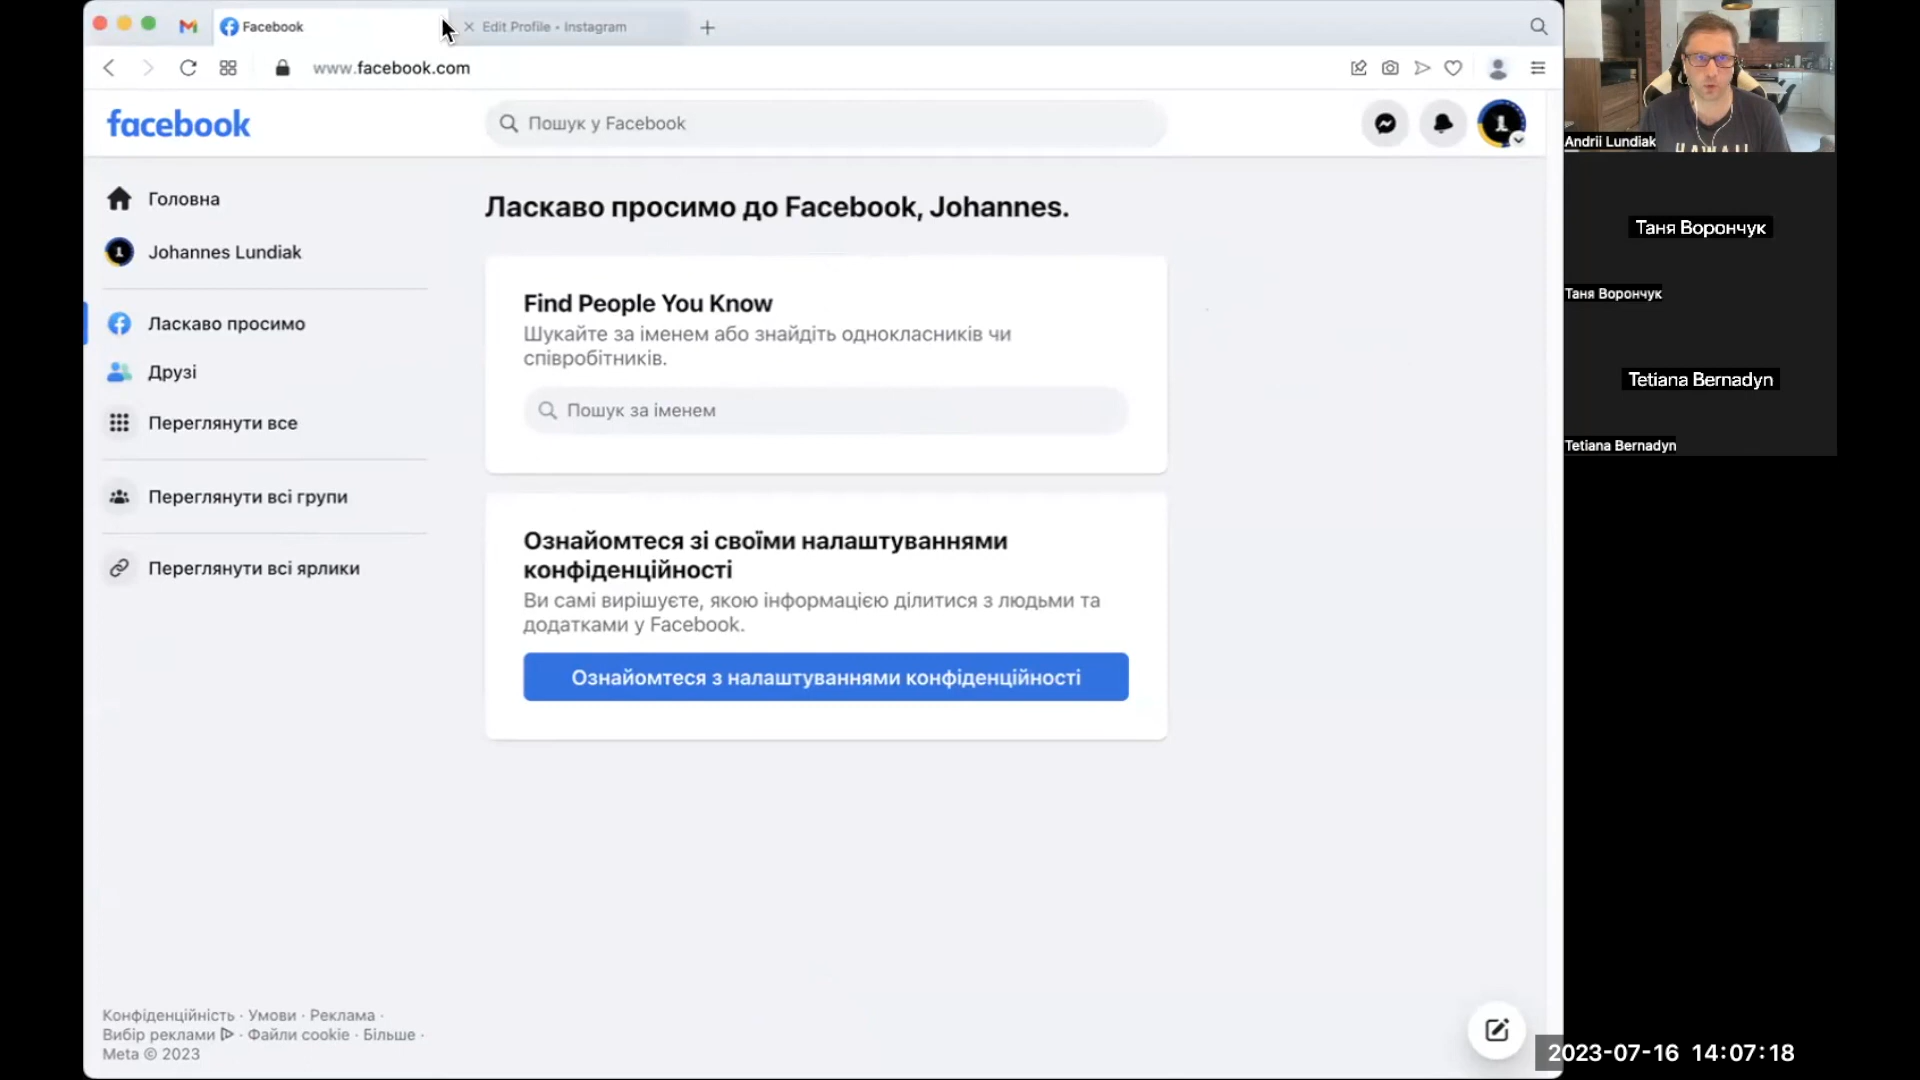 Facebook
Edit Profile • Instagram
www.facebook.com
facebook
Пошук у Facebook
Головна
Johannes Lundiak
Ласкаво просимо
Друзі
Переглянути все
Переглянути всі групи
Переглянути всі ярлики
Ласкаво просимо до Facebook, Johannes.
Find People You Know
Шукайте за іменем або знайдіть однокласників чи
співробітників.
Пошук за іменем
Ознайомтеся зі своїми налаштуваннями
конфіденційності
Ви самі вирішуєте, якою інформацією ділитися з людьми та
додатками у Facebook.
Ознайомтеся з налаштуваннями конфіденційності
Конфіденційність · Умови · Реклама ·
Вибір реклами · Файли cookie · Більше ·
Meta © 2023
HAWAII
Andrii Lundiak
Таня Ворончук
Таня Ворончук
Tetiana Bernadyn
Tetiana Bernadyn
2023-07-16 14:07:18